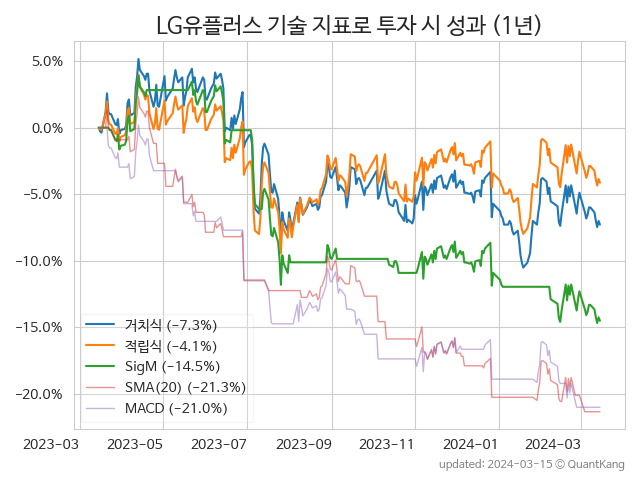 LG유플러스 기술 지표로 투자 시 성과 (1년)
5.0%
0.0%
−5.0%
−10.0%
−15.0%
−20.0%
거치식 (−7.3%)
적립식 (−4.1%)
SigM (−14.5%)
SMA(20) (−21.3%)
MACD (−21.0%)
2023-03 2023-05 2023-07 2023-09 2023-11 2024-01 2024-03
updated: 2024-03-15 © QuantKang